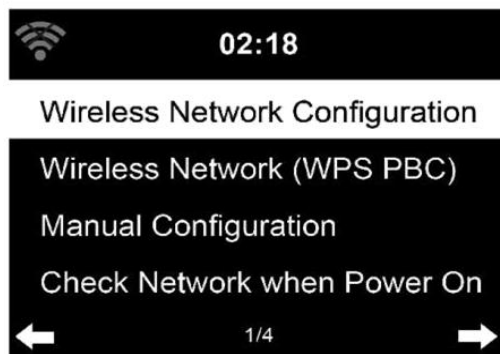 02:18
Wireless Network Configuration
Wireless Network (WPS PBC)
Manual Configuration
Check Network when Power On
1/4